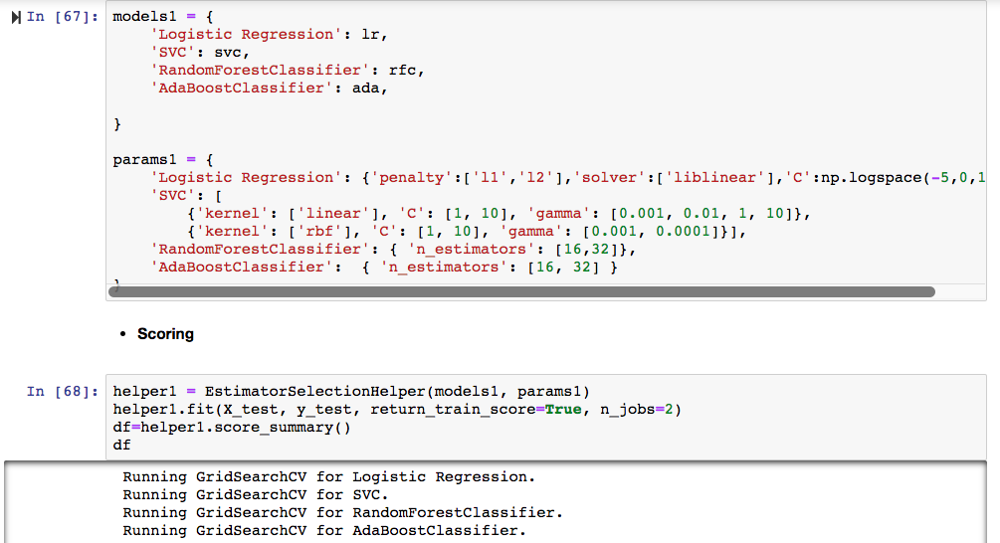 In [67]: models1 = {
'Logistic Regression': lr,
'SVC': svc,
'RandomForestClassifier': rfc,
'AdaBoostClassifier': ada,
}
params1 = {
'Logistic Regression': {'penalty':['l1','l2'],'solver':['liblinear'],'C':np.logspace(-5,0,1
'SVC': [
{'kernel': ['linear'], 'C': [1, 10], 'gamma': [0.001, 0.01, 1, 10]},
{'kernel': ['rbf'], 'C': [1, 10], 'gamma': [0.001, 0.0001]}],
'RandomForestClassifier': { 'n_estimators': [16,32]},
'AdaBoostClassifier':  { 'n_estimators': [16, 32] }
}
• Scoring
In [68]: helper1 = EstimatorSelectionHelper(models1, params1)
helper1.fit(X_test, y_test, return_train_score=True, n_jobs=2)
df=helper1.score_summary()
df
Running GridSearchCV for Logistic Regression.
Running GridSearchCV for SVC.
Running GridSearchCV for RandomForestClassifier.
Running GridSearchCV for AdaBoostClassifier.